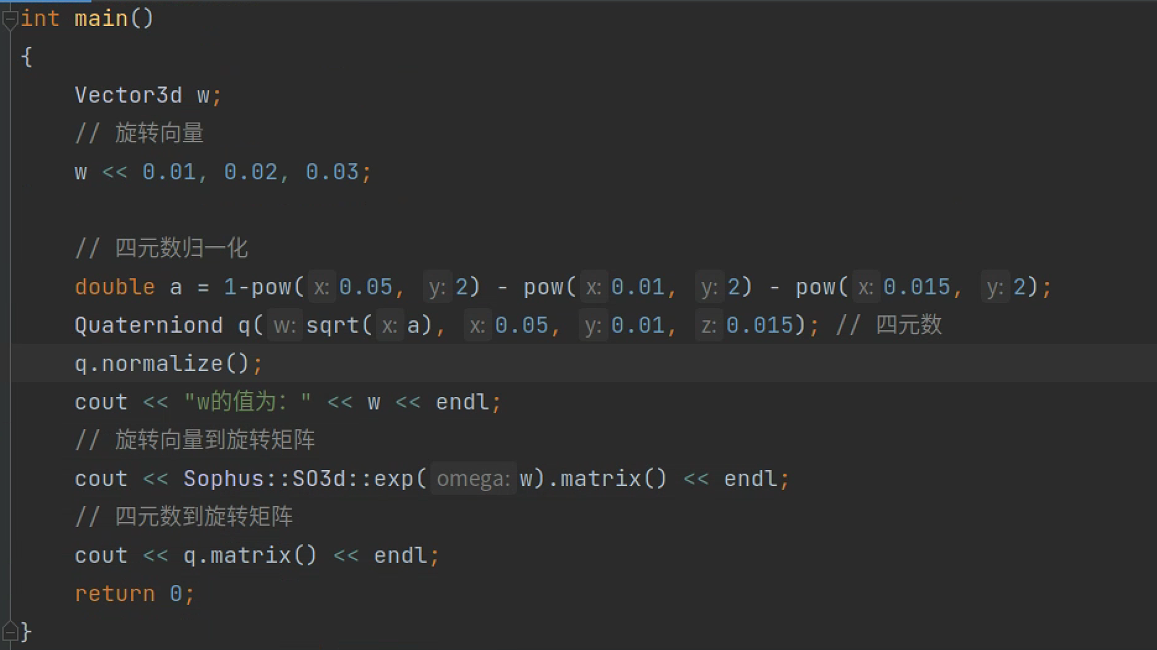 int main()
{
Vector3d w;
// 旋转向量
w << 0.01, 0.02, 0.03;
// 四元数归一化
double a = 1-pow( x: 0.05, y: 2) - pow( x: 0.01, y: 2) - pow( x: 0.015, y: 2);
Quaterniond q( w: sqrt( x: a), x: 0.05, y: 0.01, z: 0.015); // 四元数
q.normalize();
cout << "w的值为：" << w << endl;
// 旋转向量到旋转矩阵
cout << Sophus::SO3d::exp( omega: w).matrix() << endl;
// 四元数到旋转矩阵
cout << q.matrix() << endl;
return 0;
}